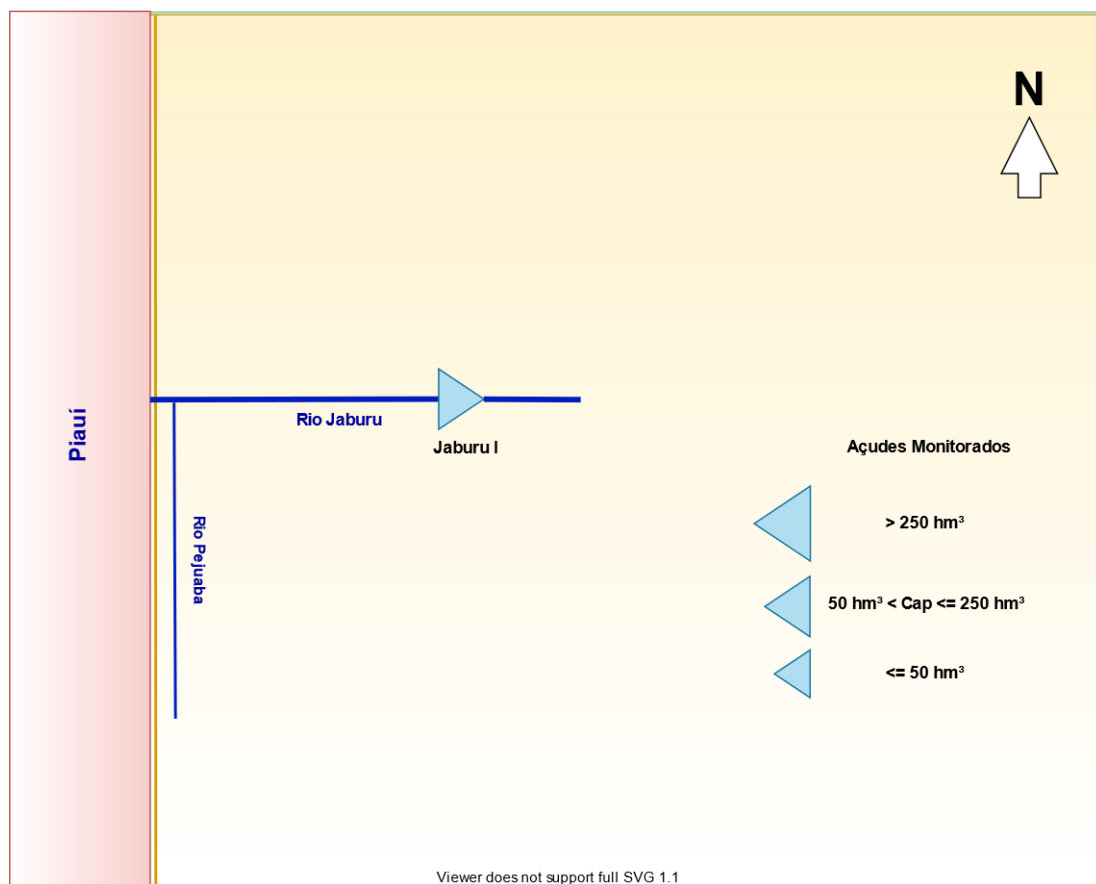 N
Piauí
Rio Jaburu
Jaburu I
Rio Pejuaba
Açudes Monitorados
> 250 hm³
50 hm³ < Cap <= 250 hm³
<= 50 hm³
Viewer does not support full SVG 1.1